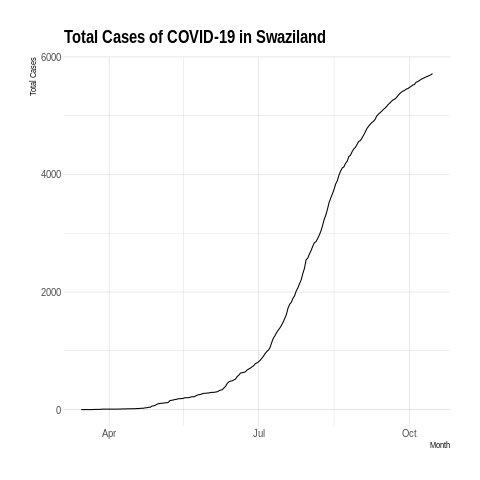 Total Cases of COVID-19 in Swaziland
Total Cases
6000
4000
2000
0
Apr
Jul
Oct
Month